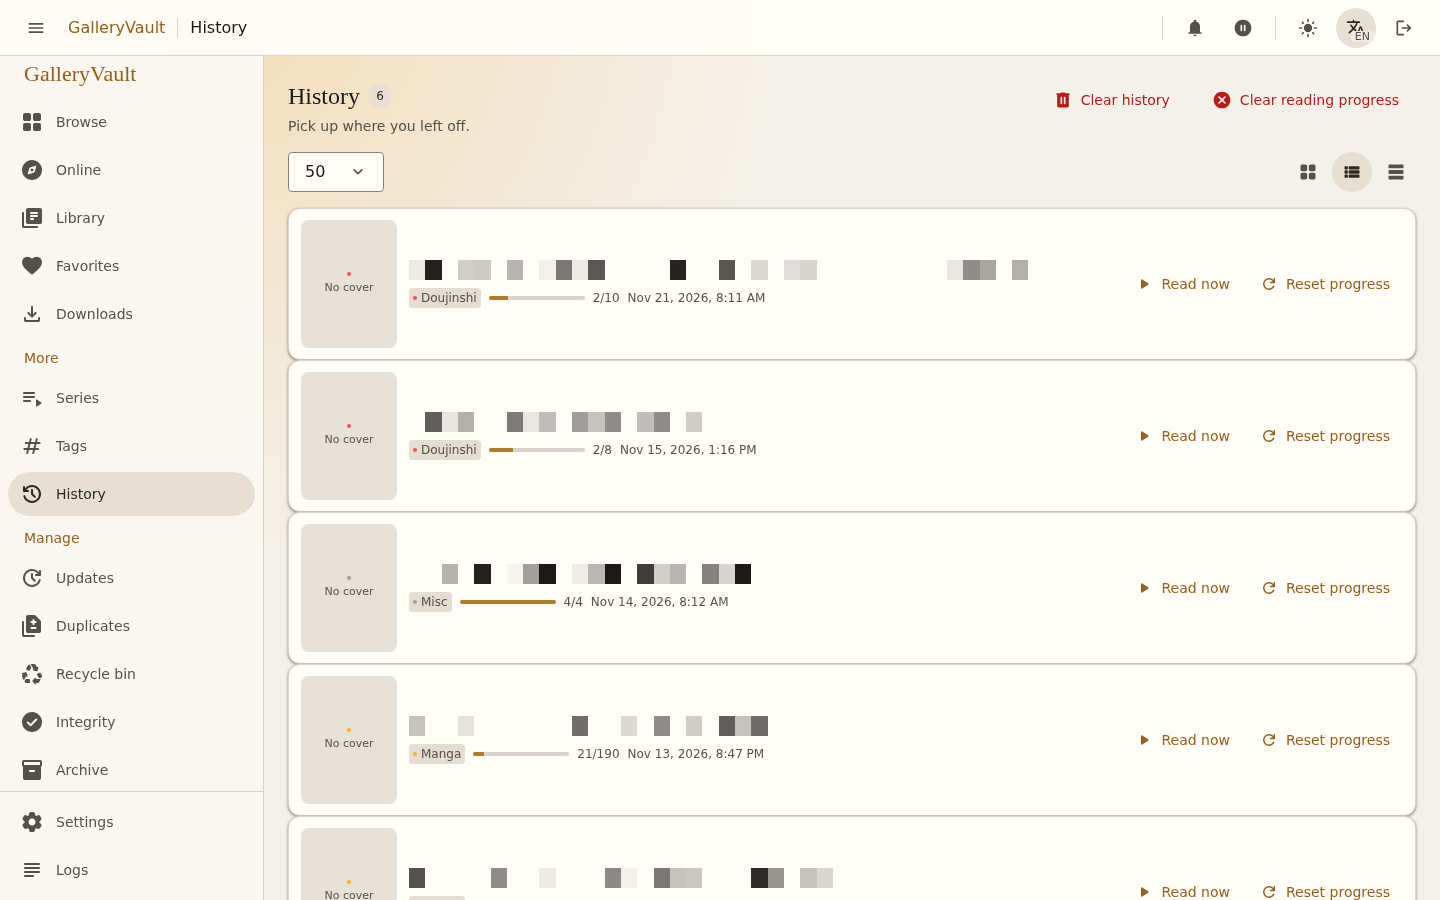 GalleryVault
History
EN
GalleryVault
Browse
Online
Library
Favorites
Downloads
More
Series
Tags
History
Manage
Updates
Duplicates
Recycle bin
Integrity
Archive
Settings
Logs
History 6
Pick up where you left off.
Clear history
Clear reading progress
50
No cover
Doujinshi 2/10 Nov 21, 2026, 8:11 AM
Read now
Reset progress
No cover
Doujinshi 2/8 Nov 15, 2026, 1:16 PM
Read now
Reset progress
No cover
Misc 4/4 Nov 14, 2026, 8:12 AM
Read now
Reset progress
No cover
Manga 21/190 Nov 13, 2026, 8:47 PM
Read now
Reset progress
No cover
Read now
Reset progress